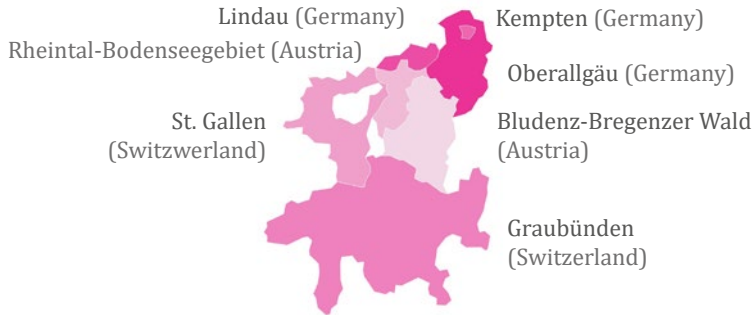 Lindau (Germany)
Kempten (Germany)
Rheintal-Bodenseegebiet (Austria)
Oberallgäu (Germany)
St. Gallen
(Switzwerland)
Bludenz-Bregenzer Wald
(Austria)
Graubünden
(Switzerland)